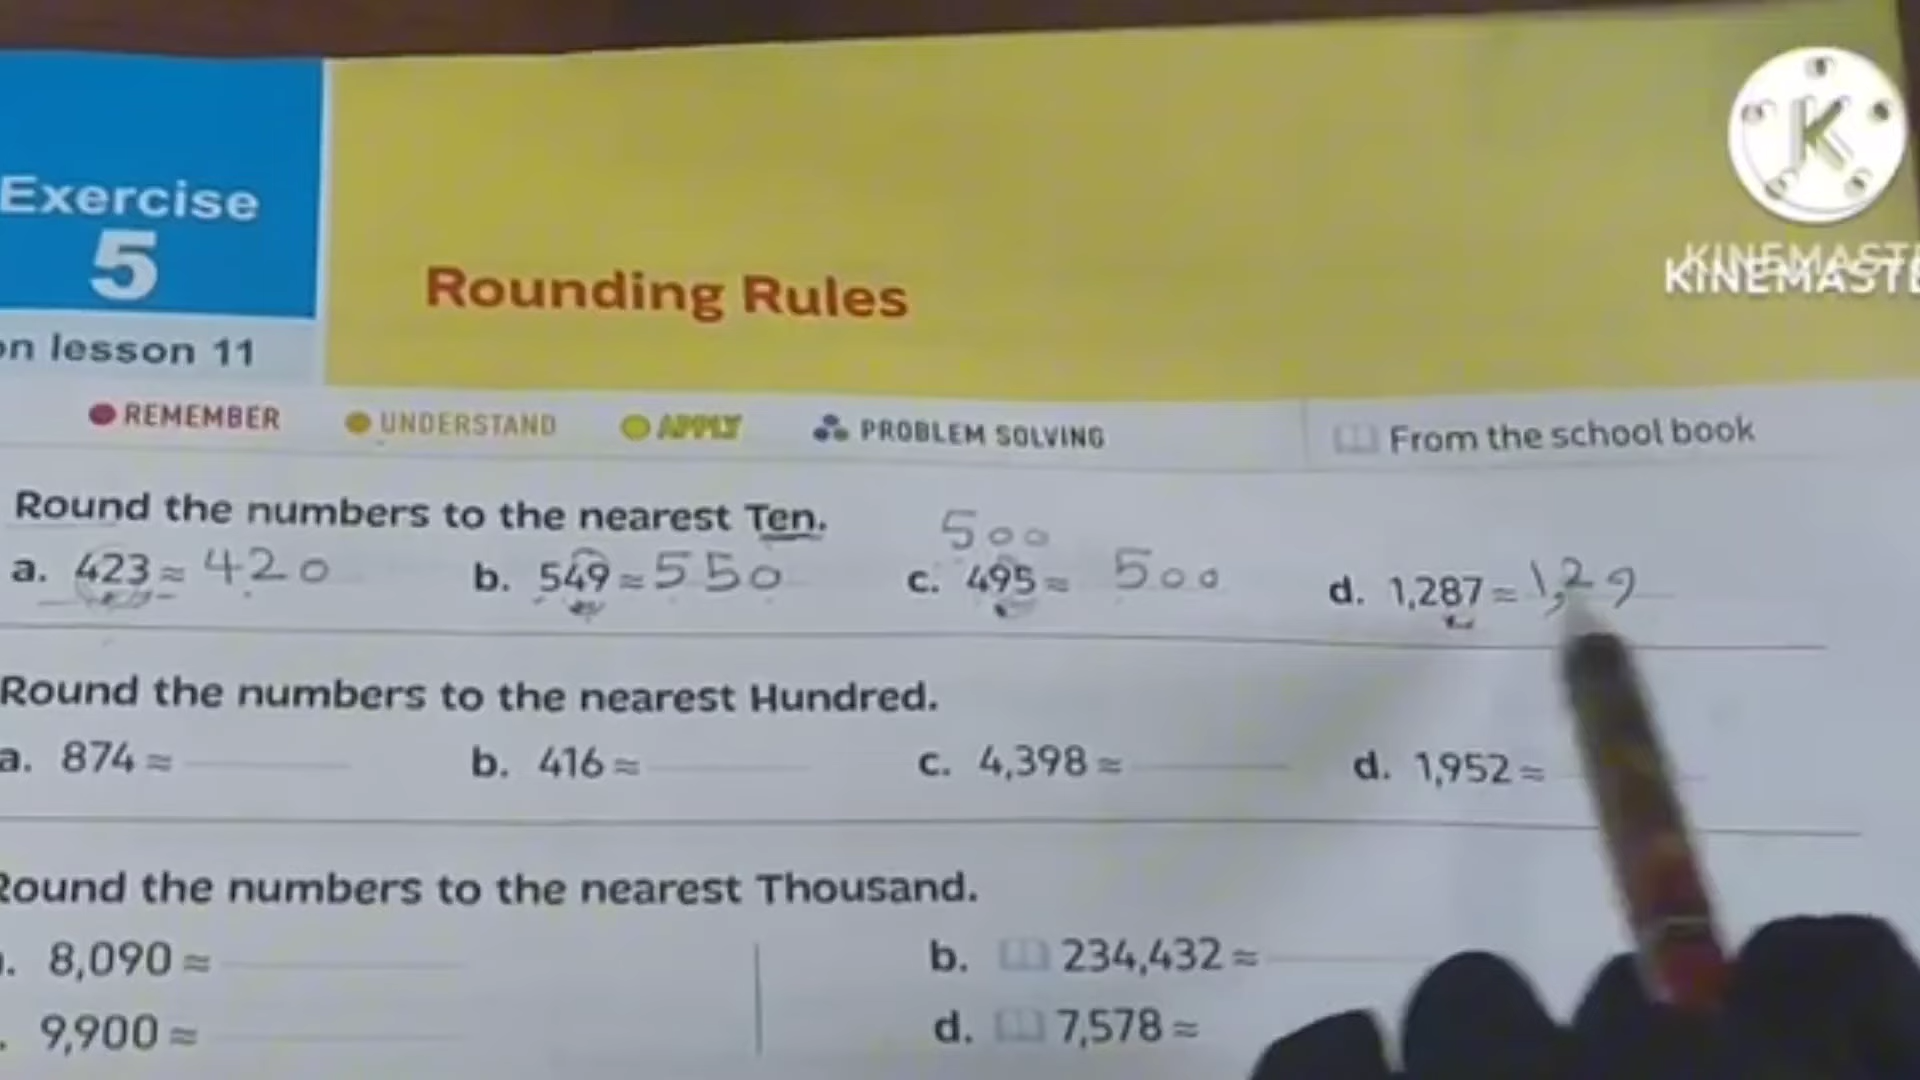 Exercise
5
on lesson 11
Rounding Rules
KINEMASTE
REMEMBER UNDERSTAND APPLY PROBLEM SOLVING From the school book
Round the numbers to the nearest Ten.
500
a. 423 ≈ 420 b. 549 ≈ 550 c. 495 ≈ 500 d. 1,287 ≈ 1,29
Round the numbers to the nearest Hundred.
a. 874 ≈ b. 416 ≈ c. 4,398 ≈ d. 1,952 ≈
Round the numbers to the nearest Thousand.
. 8,090 ≈ b. 234,432 ≈
. 9,900 ≈ d. 7,578 ≈